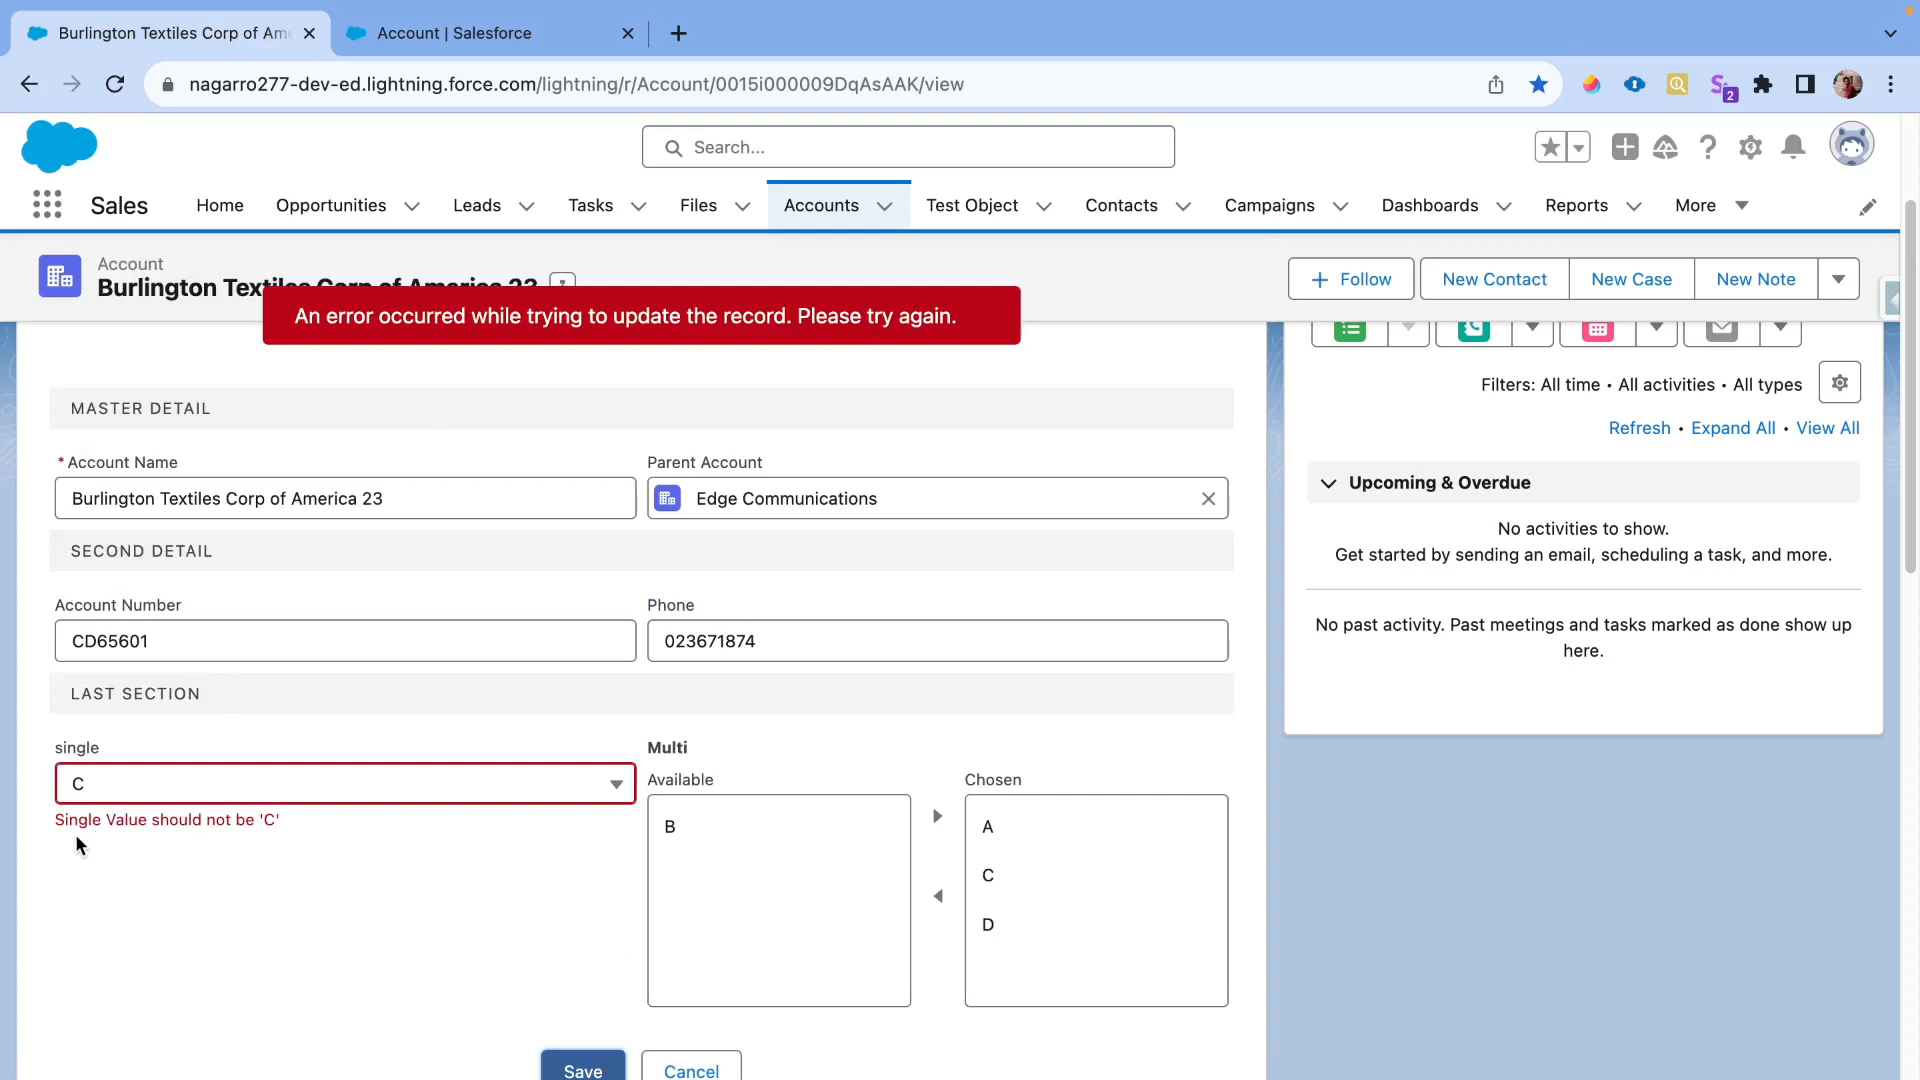 Burlington Textiles Corp of Am
Account | Salesforce
nagarro277-dev-ed.lightning.force.com/lightning/r/Account/0015i000009DqAsAAK/view
2
Search...
Sales
Home
Opportunities
Leads
Tasks
Files
Accounts
Test Object
Contacts
Campaigns
Dashboards
Reports
More
Account
Burlington Textiles Corp of America 23
Follow
New Contact
New Case
New Note
An error occurred while trying to update the record. Please try again.
MASTER DETAIL
*Account Name
Parent Account
Burlington Textiles Corp of America 23
Edge Communications
SECOND DETAIL
Account Number
Phone
CD65601
023671874
LAST SECTION
single
C
Single Value should not be 'C'
Multi
Available
Chosen
B
A
C
D
Save
Cancel
Filters: All time • All activities • All types
Refresh • Expand All • View All
Upcoming & Overdue
No activities to show.
Get started by sending an email, scheduling a task, and more.
No past activity. Past meetings and tasks marked as done show up
here.